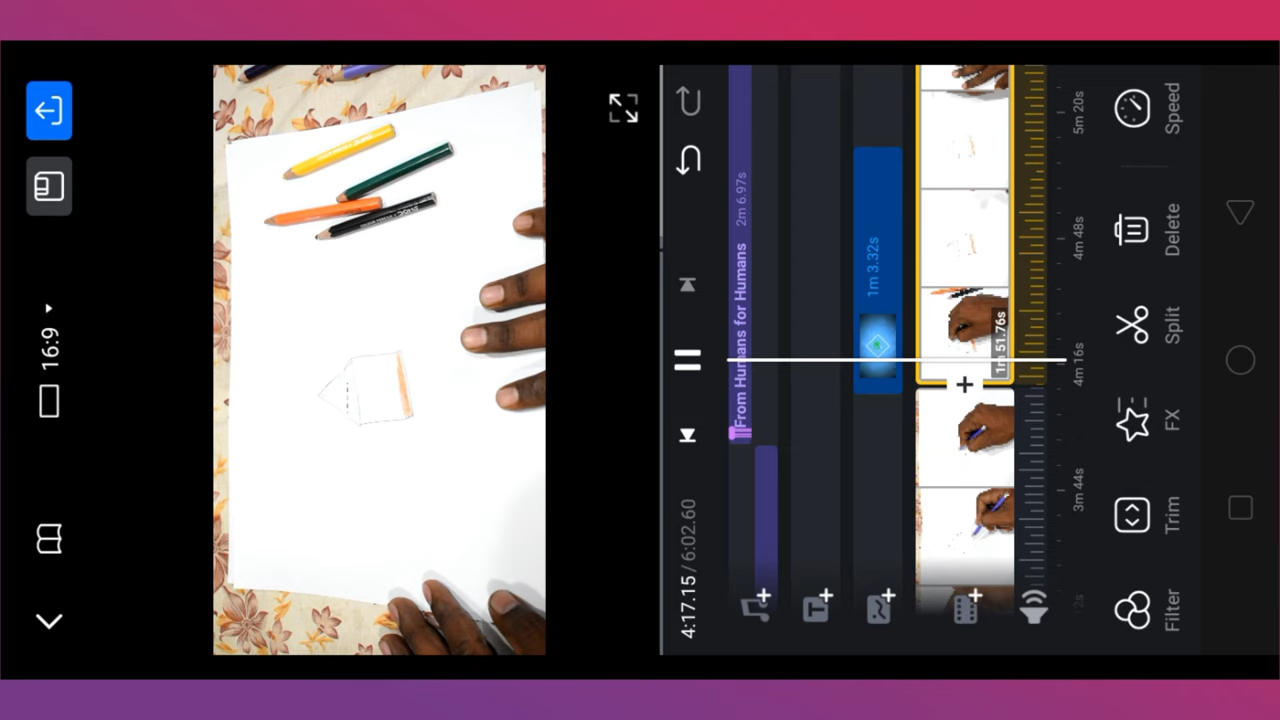 16:9
4:17.15 / 6:02.60
From Humans for Humans 2m 6.97s
T
1m 3.32s
1m 51.76s
2s 3m 44s 4m 16s 4m 48s 5m 20s
Filter Trim FX Split Delete Speed